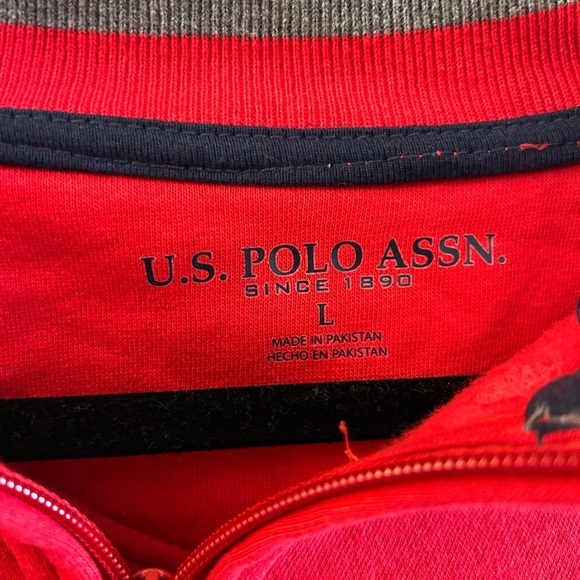 U.S. POLO ASSN.
SINCE 1890
L
MADE IN PAKISTAN
HECHO EN PAKISTAN